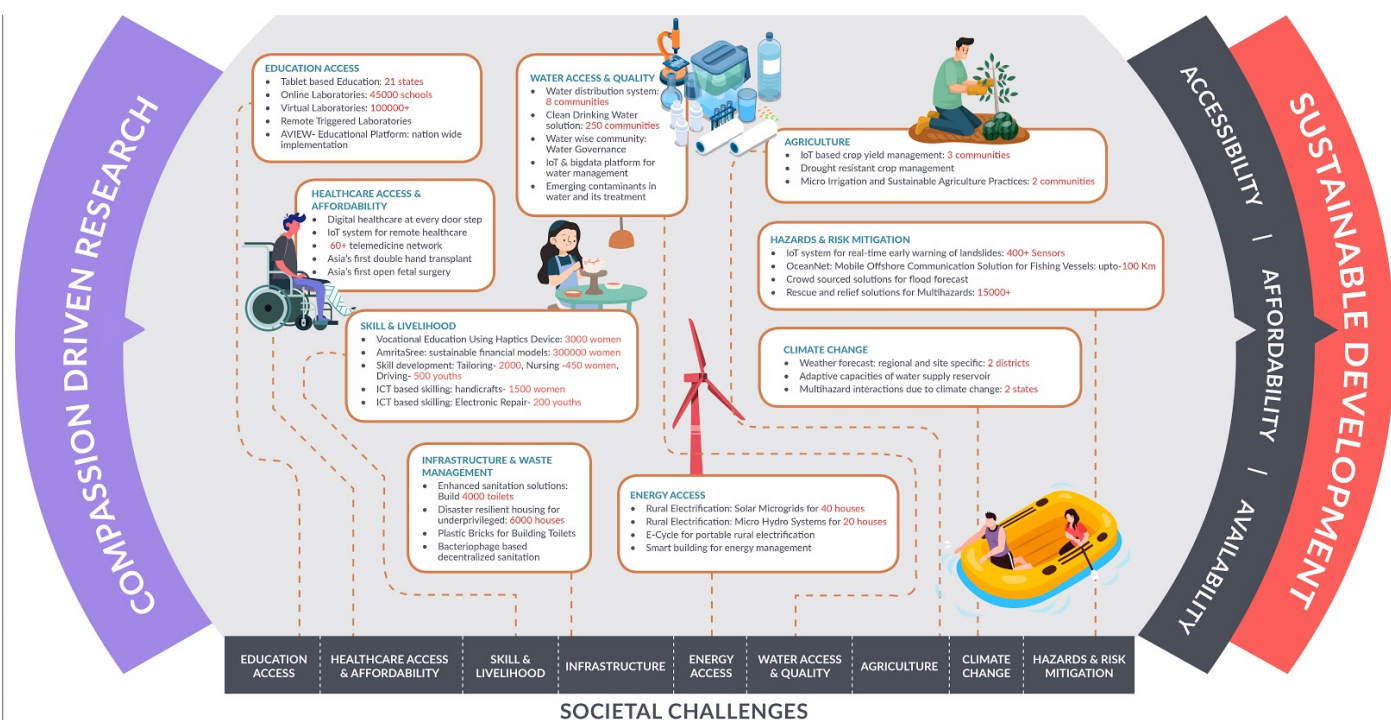 COMPASSION DRIVEN RESEARCH
EDUCATION ACCESS
• Tablet based Education: 21 states
• Online Laboratories: 45000 schools
• Virtual Laboratories: 100000+
• Remote Triggered Laboratories
• AVIEW- Educational Platform: nation wide
implementation
HEALTHCARE ACCESS &
AFFORDABILITY
• Digital healthcare at every door step
• IoT system for remote healthcare
• 60+ telemedicine network
• Asia's first double hand transplant
• Asia's first open fetal surgery
SKILL & LIVELIHOOD
• Vocational Education Using Haptics Device: 3000 women
• AmritaSree: sustainable financial models: 300000 women
• Skill development: Tailoring- 2000, Nursing -450 women,
Driving- 500 youths
• ICT based skilling: handicrafts- 1500 women
• ICT based skilling: Electronic Repair- 200 youths
INFRASTRUCTURE & WASTE
MANAGEMENT
• Enhanced sanitation solutions:
Build 4000 toilets
• Disaster resilient housing for
underprivileged: 6000 houses
• Plastic Bricks for Building Toilets
• Bacteriophage based
decentralized sanitation
WATER ACCESS & QUALITY
• Water distribution system:
8 communities
• Clean Drinking Water
solution: 250 communities
• Water wise community:
Water Governance
• IoT & bigdata platform for
water management
• Emerging contaminants in
water and its treatment
ENERGY ACCESS
• Rural Electrification: Solar Microgrids for 40 houses
• Rural Electrification: Micro Hydro Systems for 20 houses
• E-Cycle for portable rural electrification
• Smart building for energy management
AGRICULTURE
• IoT based crop yield management: 3 communities
• Drought resistant crop management
• Micro Irrigation and Sustainable Agriculture Practices: 2 communities
HAZARDS & RISK MITIGATION
• IoT system for real-time early warning of landslides: 400+ Sensors
• OceanNet: Mobile Offshore Communication Solution for Fishing Vessels: upto-100 Km
• Crowd sourced solutions for flood forecast
• Rescue and relief solutions for Multihazards: 15000+
CLIMATE CHANGE
• Weather forecast: regional and site specific: 2 districts
• Adaptive capacities of water supply reservoir
• Multihazard interactions due to climate change: 2 states
ACCESSIBILITY | AFFORDABILITY | AVAILABILITY
SUSTAINABLE DEVELOPMENT
EDUCATION
ACCESS
HEALTHCARE ACCESS
& AFFORDABILITY
SKILL &
LIVELIHOOD
INFRASTRUCTURE
ENERGY
ACCESS
WATER ACCESS
& QUALITY
AGRICULTURE
CLIMATE
CHANGE
HAZARDS & RISK
MITIGATION
SOCIETAL CHALLENGES